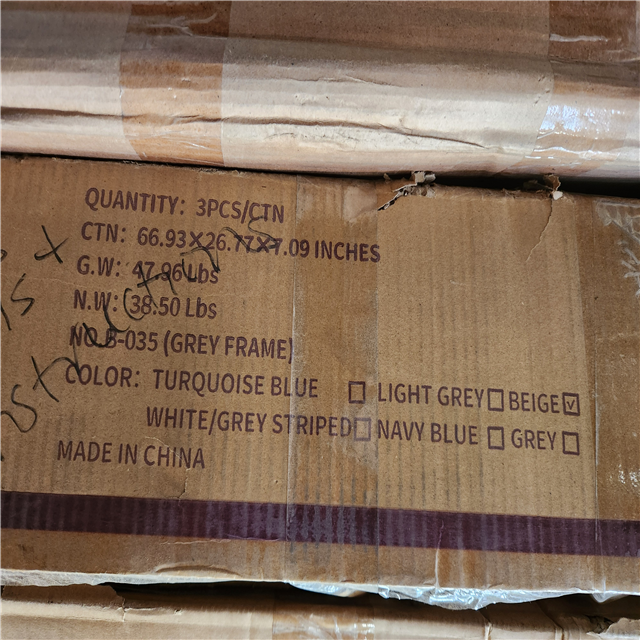 QUANTITY: 3PCS/CTN
CTN: 66.93X26.77X7.09 INCHES
G.W: 47.96 Lbs
N.W: 38.50 Lbs
NO.B-035 (GREY FRAME)
COLOR: TURQUOISE BLUE ☐ LIGHT GREY ☐ BEIGE ☑
WHITE/GREY STRIPED ☐ NAVY BLUE ☐ GREY ☐
MADE IN CHINA